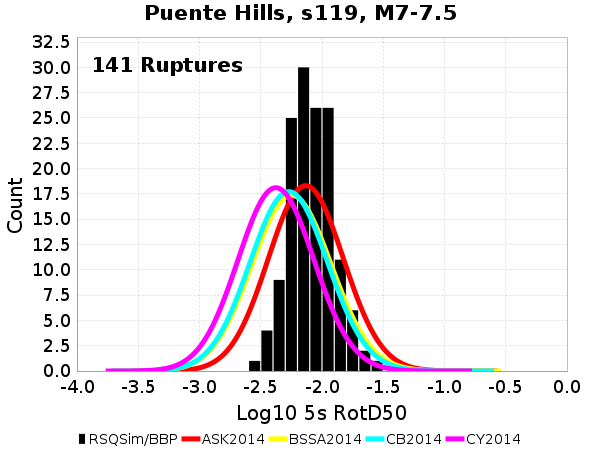 Puente Hills, s119, M7-7.5
141 Ruptures
Count
32.5
30.0
27.5
25.0
22.5
20.0
17.5
15.0
12.5
10.0
7.5
5.0
2.5
0.0
-4.0 -3.5 -3.0 -2.5 -2.0 -1.5 -1.0 -0.5 0.0
Log10 5s RotD50
RSQSim/BBP ASK2014 BSSA2014 CB2014 CY2014